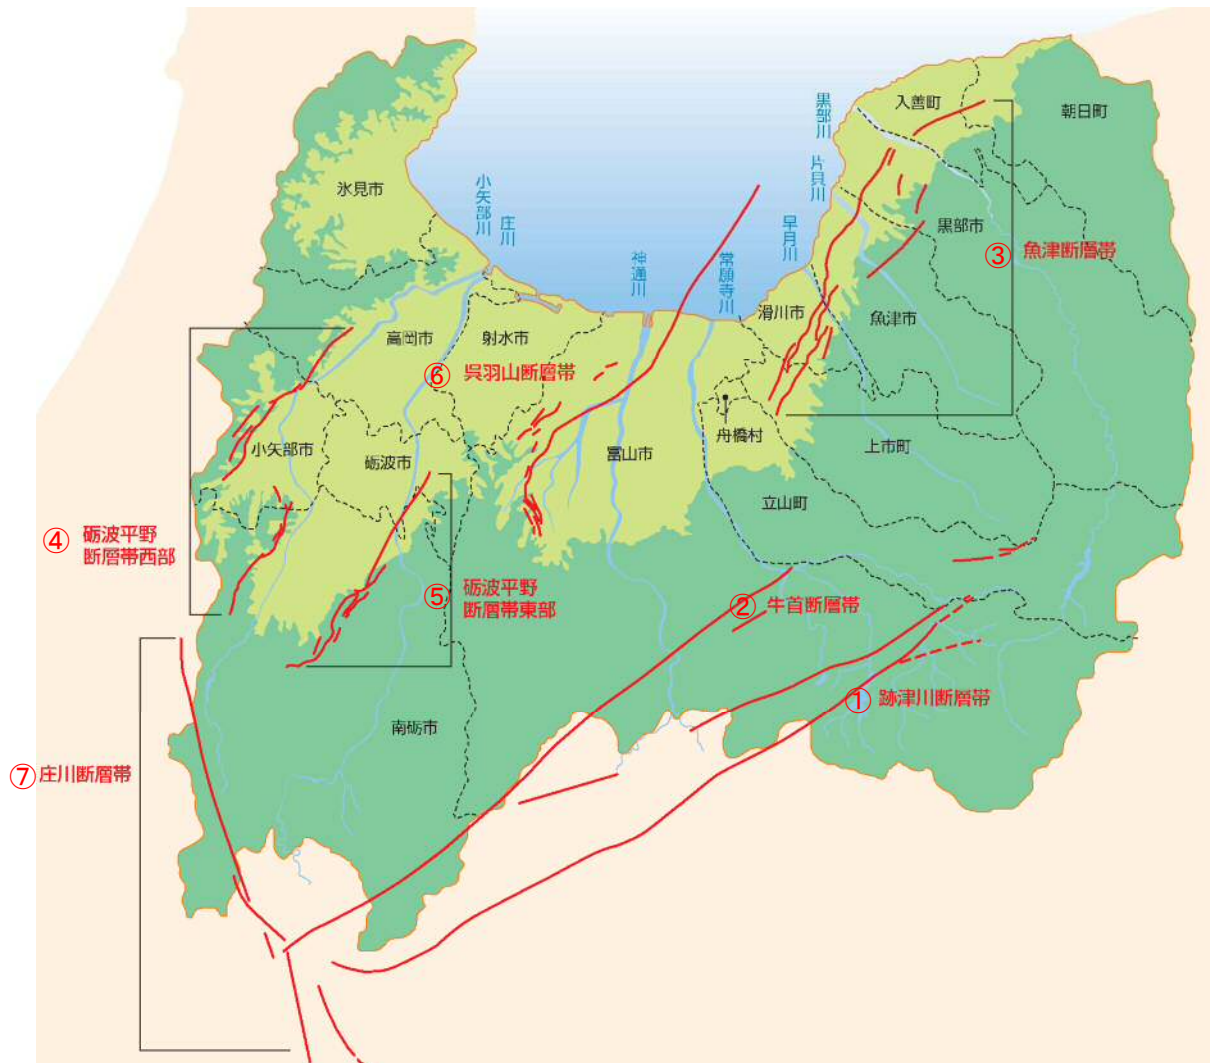 入善町
朝日町
黒部川
片貝川
早月川
氷見市
小矢部川
庄川
神通川
常願寺川
黒部市
③ 魚津断層帯
滑川市
魚津市
高岡市
射水市
⑥ 呉羽山断層帯
舟橋村
小矢部市
砺波市
富山市
上市町
立山町
④ 砺波平野
断層帯西部
⑤ 砺波平野
断層帯東部
② 牛首断層帯
① 跡津川断層帯
南砺市
⑦ 庄川断層帯